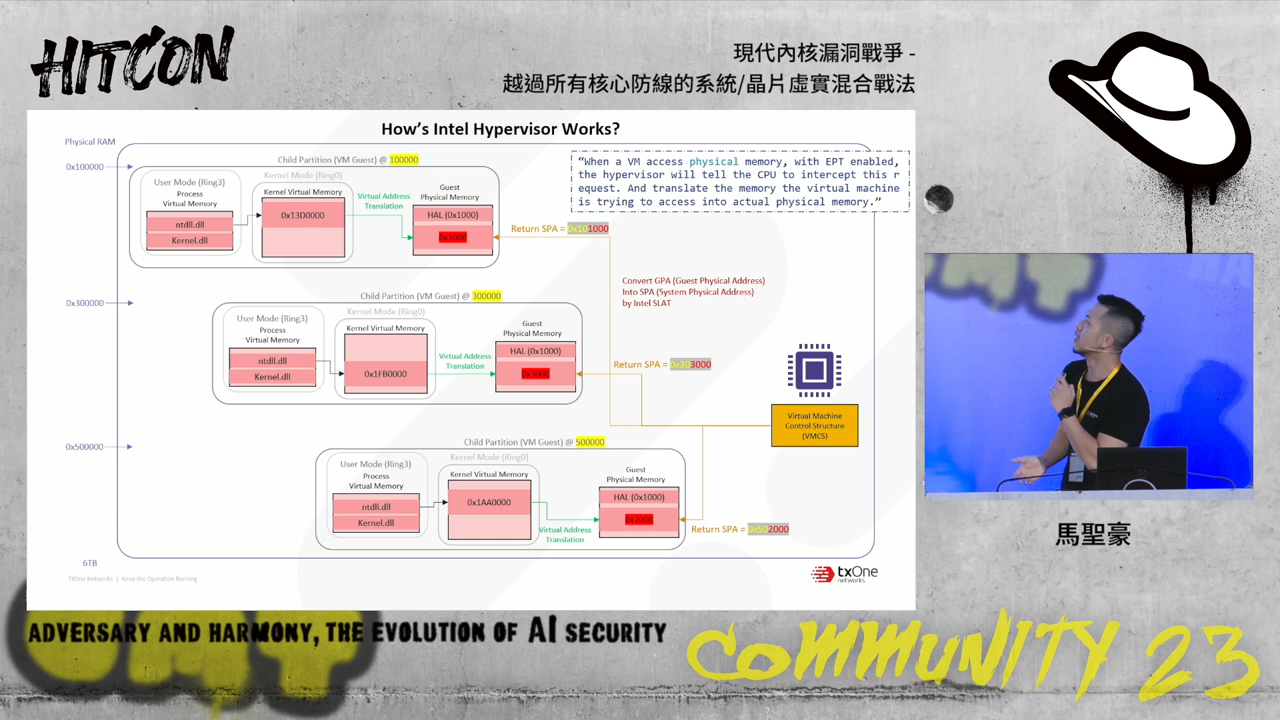 HITCON
現代內核漏洞戰爭 -
越過所有核心防線的系統/晶片虛實混合戰法
How's Intel Hypervisor Works?
Physical RAM
0x100000
Child Partition (VM Guest) @ 100000
User Mode (Ring3)
Process
Virtual Memory
ntdll.dll
Kernel.dll
Kernel Mode (Ring0)
Kernel Virtual Memory
0x13D0000
Virtual Address
Translation
Guest
Physical Memory
HAL (0x1000)
0x1000
Return SPA = 0x101000
"When a VM access physical memory, with EPT enabled,
the hypervisor will tell the CPU to intercept this r
equest. And translate the memory the virtual machine
is trying to access into actual physical memory."
Convert GPA (Guest Physical Address)
Into SPA (System Physical Address)
by Intel SLAT
0x300000
Child Partition (VM Guest) @ 300000
User Mode (Ring3)
Process
Virtual Memory
ntdll.dll
Kernel.dll
Kernel Mode (Ring0)
Kernel Virtual Memory
0x1FB0000
Virtual Address
Translation
Guest
Physical Memory
HAL (0x1000)
0x3000
Return SPA = 0x303000
Virtual Machine
Control Structure
(VMCS)
0x500000
Child Partition (VM Guest) @ 500000
User Mode (Ring3)
Process
Virtual Memory
ntdll.dll
Kernel.dll
Kernel Mode (Ring0)
Kernel Virtual Memory
0x1AA0000
Virtual Address
Translation
Guest
Physical Memory
HAL (0x1000)
0x2000
Return SPA = 0x502000
6TB
TXOne Networks | Keep the Operation Running
txOne
networks
馬聖豪
ADVERSARY AND HARMONY, THE EVOLUTION OF AI SECURITY
COMMUNITY 23